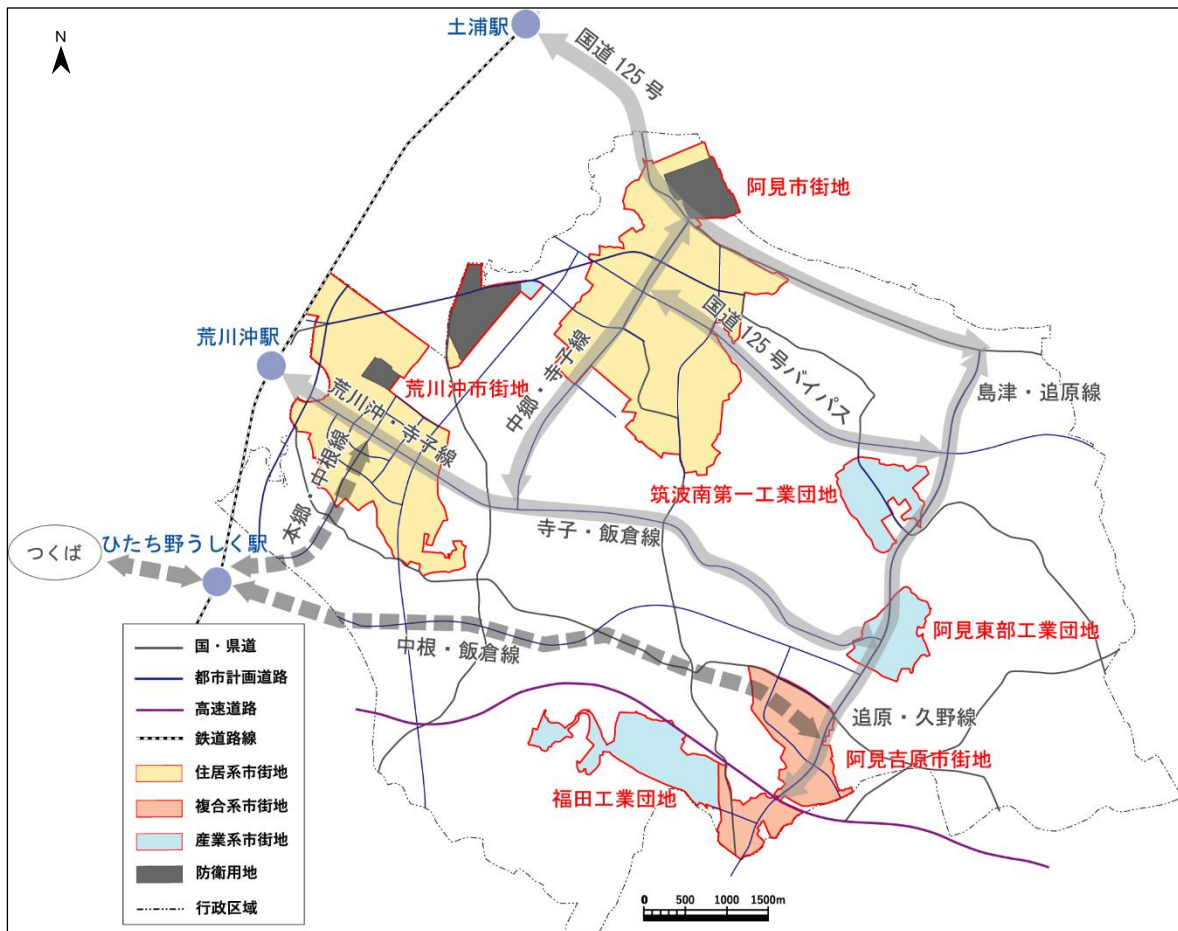 土浦駅
N
国道 125 号
阿見市街地
荒川沖駅
荒川沖市街地
荒川沖・寺子線
中郷・寺子線
国道 125 号バイパス
島津・追原線
本郷・中根線
筑波南第一工業団地
寺子・飯倉線
つくば
ひたち野うしく駅
阿見東部工業団地
中根・飯倉線
追原・久野線
阿見吉原市街地
福田工業団地
国・県道
都市計画道路
高速道路
鉄道路線
住居系市街地
複合系市街地
産業系市街地
防衛用地
行政区域
0 500 1000 1500m